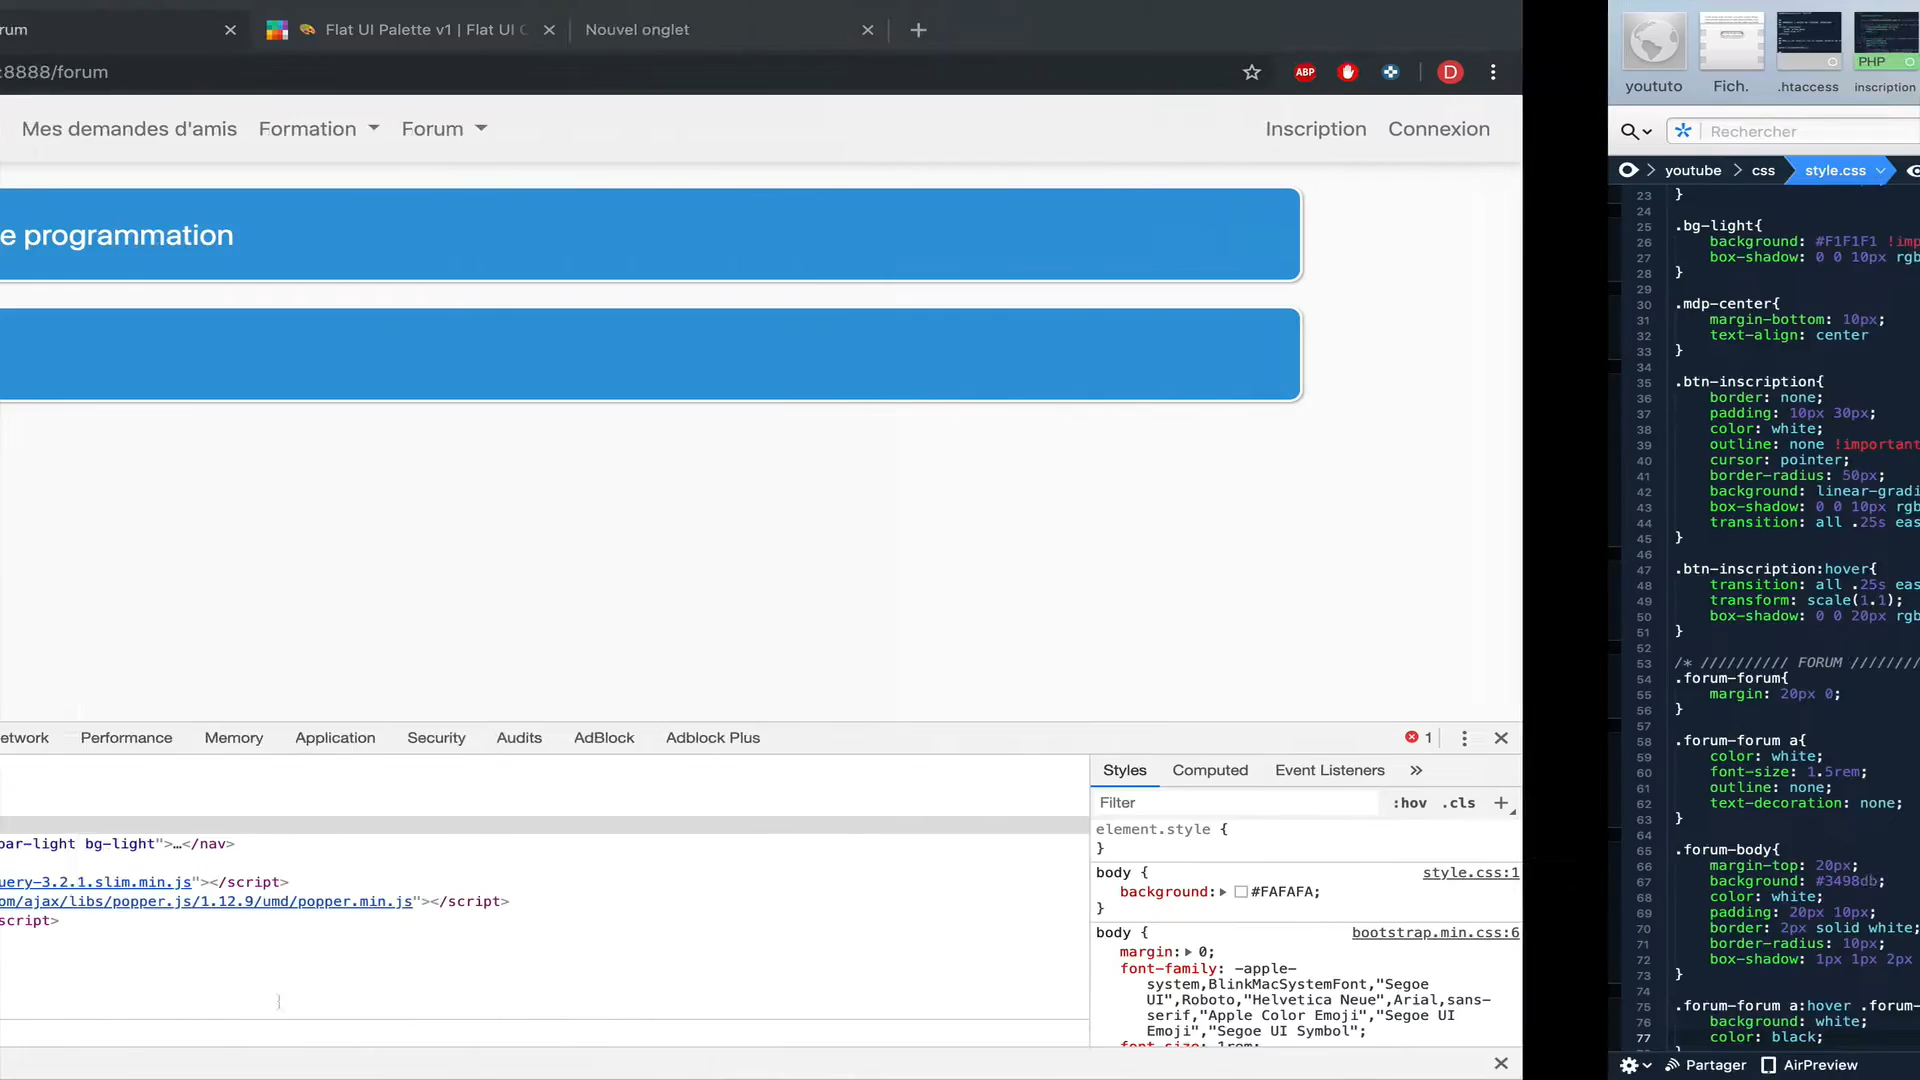 rum
Flat UI Palette v1 | Flat UI C
Nouvel onglet
:8888/forum
ABP
D
Mes demandes d'amis
Formation
Forum
Inscription
Connexion
e programmation
etwork
Performance
Memory
Application
Security
Audits
AdBlock
Adblock Plus
1
par-light bg-light">…</nav>
uery-3.2.1.slim.min.js"></script>
om/ajax/libs/popper.js/1.12.9/umd/popper.min.js"></script>
script>
Styles
Computed
Event Listeners
»
Filter
:hov .cls +
element.style {
}
body {
style.css:1
background: #FAFAFA;
}
body {
bootstrap.min.css:6
margin: 0;
font-family: -apple-
system,BlinkMacSystemFont,"Segoe
UI",Roboto,"Helvetica Neue",Arial,sans-
serif,"Apple Color Emoji","Segoe UI
Emoji","Segoe UI Symbol";
font-size: 1rem;
PHP
yoututo
Fich.
.htaccess
inscription
Rechercher
youtube
css
style.css
23 }
24
25 .bg-light{
26 background: #F1F1F1 !imp
27 box-shadow: 0 0 10px rgb
28 }
29
30 .mdp-center{
31 margin-bottom: 10px;
32 text-align: center
33 }
34
35 .btn-inscription{
36 border: none;
37 padding: 10px 30px;
38 color: white;
39 outline: none !important
40 cursor: pointer;
41 border-radius: 50px;
42 background: linear-gradi
43 box-shadow: 0 0 10px rgb
44 transition: all .25s eas
45 }
46
47 .btn-inscription:hover{
48 transition: all .25s eas
49 transform: scale(1.1);
50 box-shadow: 0 0 20px rgb
51 }
52
53 /* ////////// FORUM ////////
54 .forum-forum{
55 margin: 20px 0;
56 }
57
58 .forum-forum a{
59 color: white;
60 font-size: 1.5rem;
61 outline: none;
62 text-decoration: none;
63 }
64
65 .forum-body{
66 margin-top: 20px;
67 background: #3498db;
68 color: white;
69 padding: 20px 10px;
70 border: 2px solid white;
71 border-radius: 10px;
72 box-shadow: 1px 1px 2px
73 }
74
75 .forum-forum a:hover .forum-
76 background: white;
77 color: black;
Partager
AirPreview